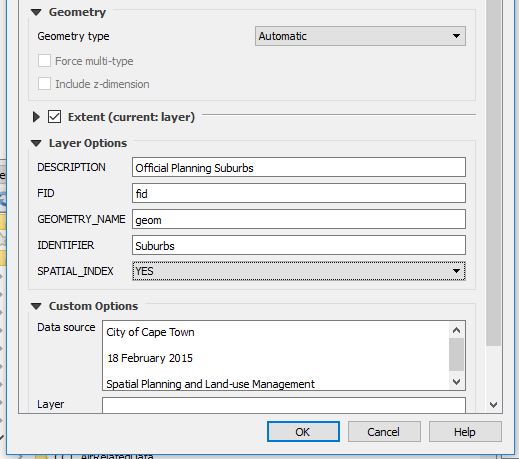 Geometry
Geometry type Automatic
Force multi-type
Include z-dimension
Extent (current: layer)
Layer Options
DESCRIPTION Official Planning Suburbs
FID fid
GEOMETRY_NAME geom
IDENTIFIER Suburbs
SPATIAL_INDEX YES
Custom Options
Data source City of Cape Town
18 February 2015
Spatial Planning and Land-use Management
Layer
OK Cancel Help